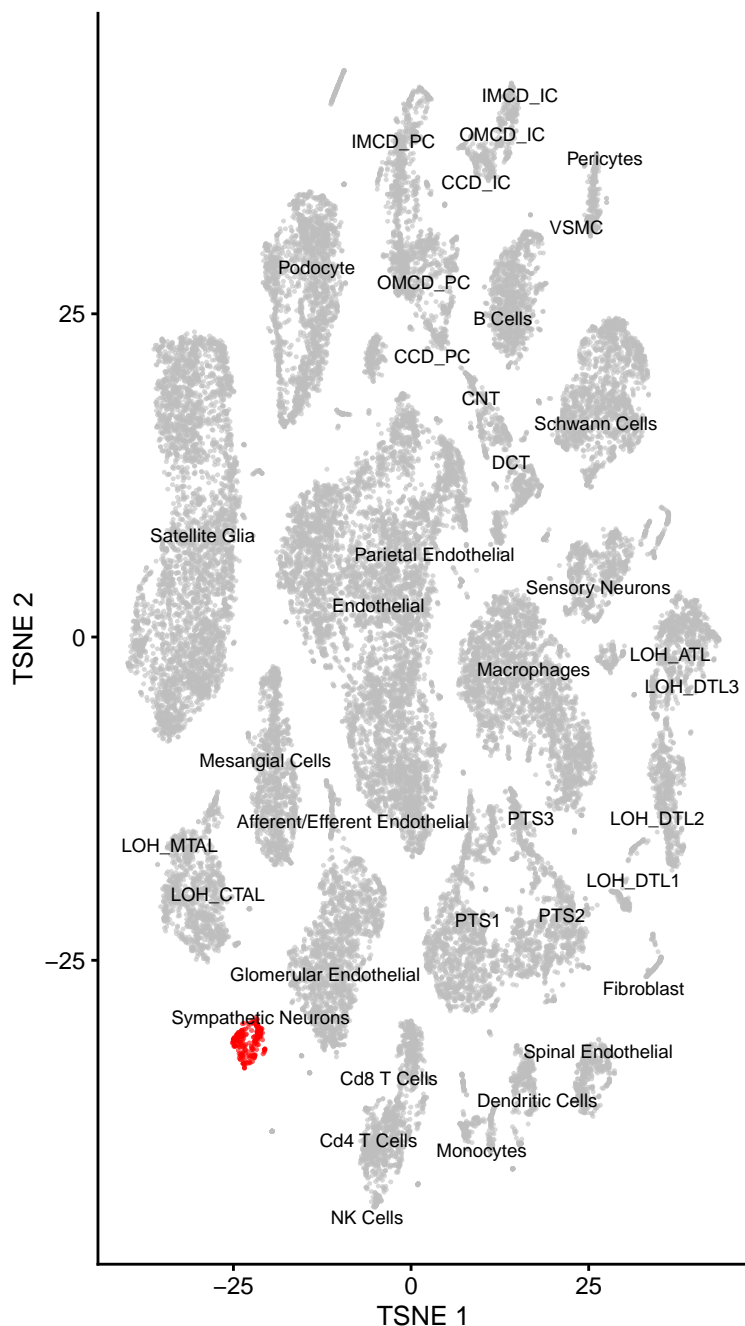 IMCD_IC
OMCD_IC
IMCD_PC
Pericytes
CCD_IC
VSMC
Podocyte
OMCD_PC
25
B Cells
CCD_PC
CNT
Schwann Cells
DCT
Satellite Glia
Parietal Endothelial
Sensory Neurons
Endothelial
TSNE 2
0
LOH_ATL
Macrophages
LOH_DTL3
Mesangial Cells
Afferent/Efferent Endothelial
PTS3
LOH_DTL2
LOH_MTAL
LOH_DTL1
LOH_CTAL
PTS2
PTS1
−25
Glomerular Endothelial
Fibroblast
Sympathetic Neurons
Spinal Endothelial
Cd8 T Cells
Dendritic Cells
Cd4 T Cells
Monocytes
NK Cells
−25 0 25
TSNE 1